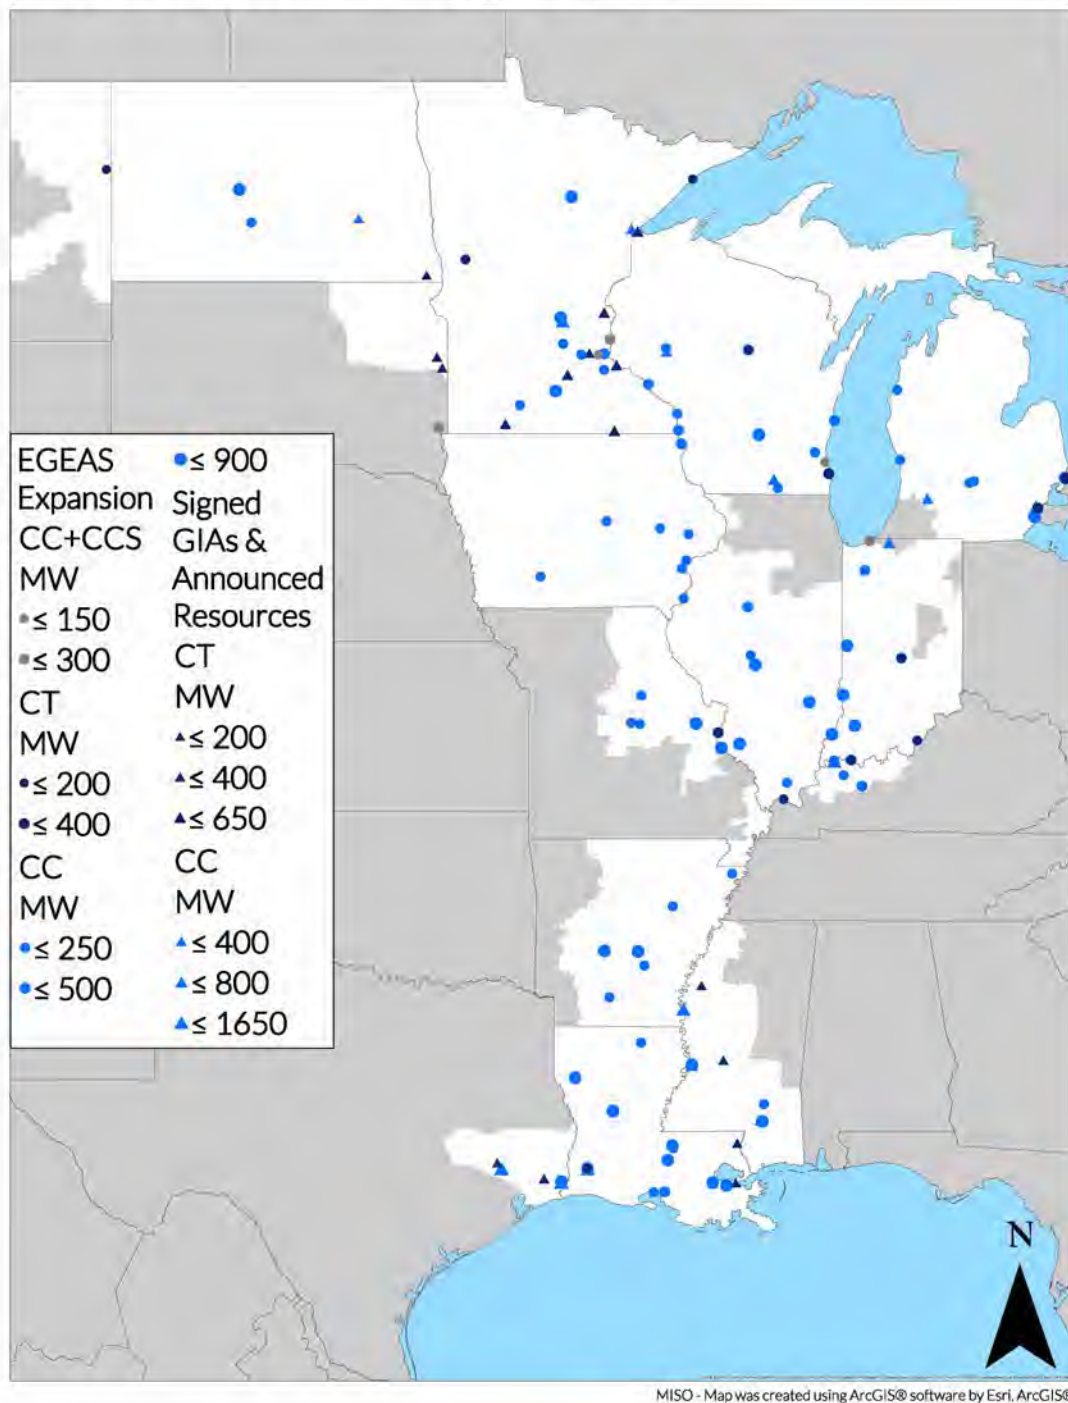 EGEAS
Expansion
CC+CCS
MW
≤ 150
≤ 300
CT
MW
≤ 200
≤ 400
CC
MW
≤ 250
≤ 500
≤ 900
Signed
GIAs &
Announced
Resources
CT
MW
≤ 200
≤ 400
≤ 650
CC
MW
≤ 400
≤ 800
≤ 1650
N
MISO - Map was created using ArcGIS® software by Esri. ArcGIS®